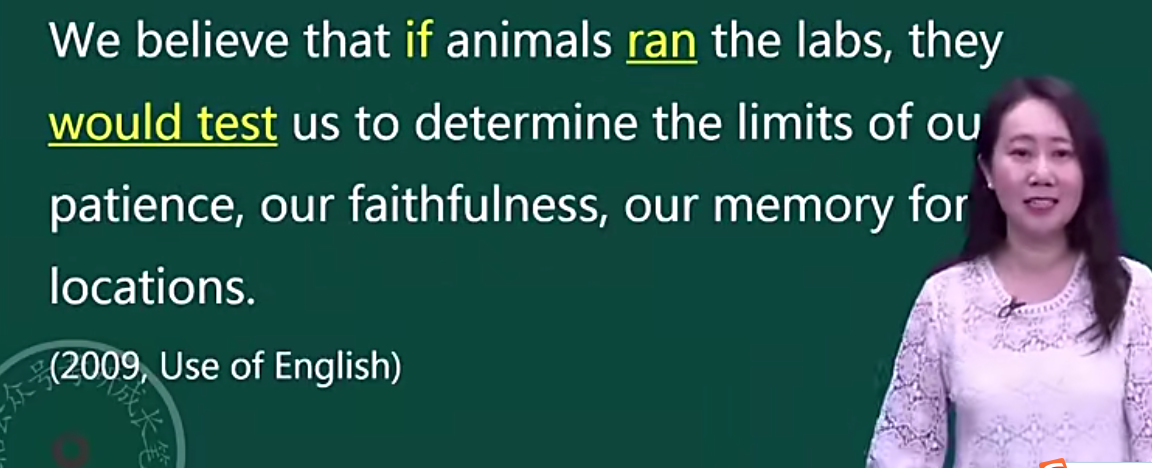 We believe that if animals ran the labs, they
would test us to determine the limits of ou
patience, our faithfulness, our memory for
locations.
(2009, Use of English)